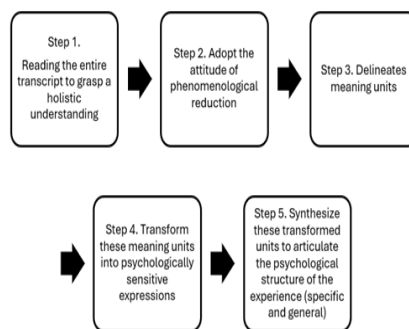 Step 1.
Reading the entire
transcript to grasp a
holistic
understanding
Step 2. Adopt the
attitude of
phenomenological
reduction
Step 3. Delineates
meaning units
Step 4. Transform
these meaning units
into psychologically
sensitive
expressions
Step 5. Synthesize
these transformed
units to articulate
the psychological
structure of the
experience (specific
and general)